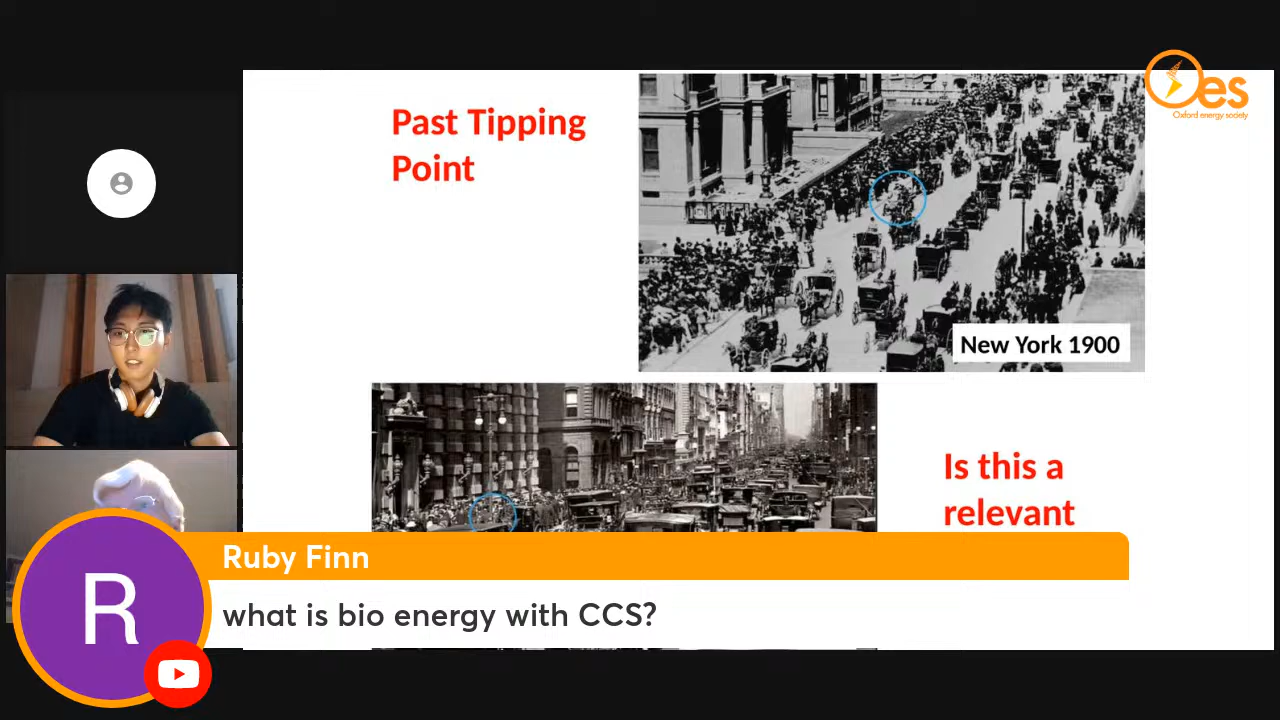 Oes
Oxford energy society
Past Tipping
Point
New York 1900
Is this a
relevant
R
Ruby Finn
what is bio energy with CCS?